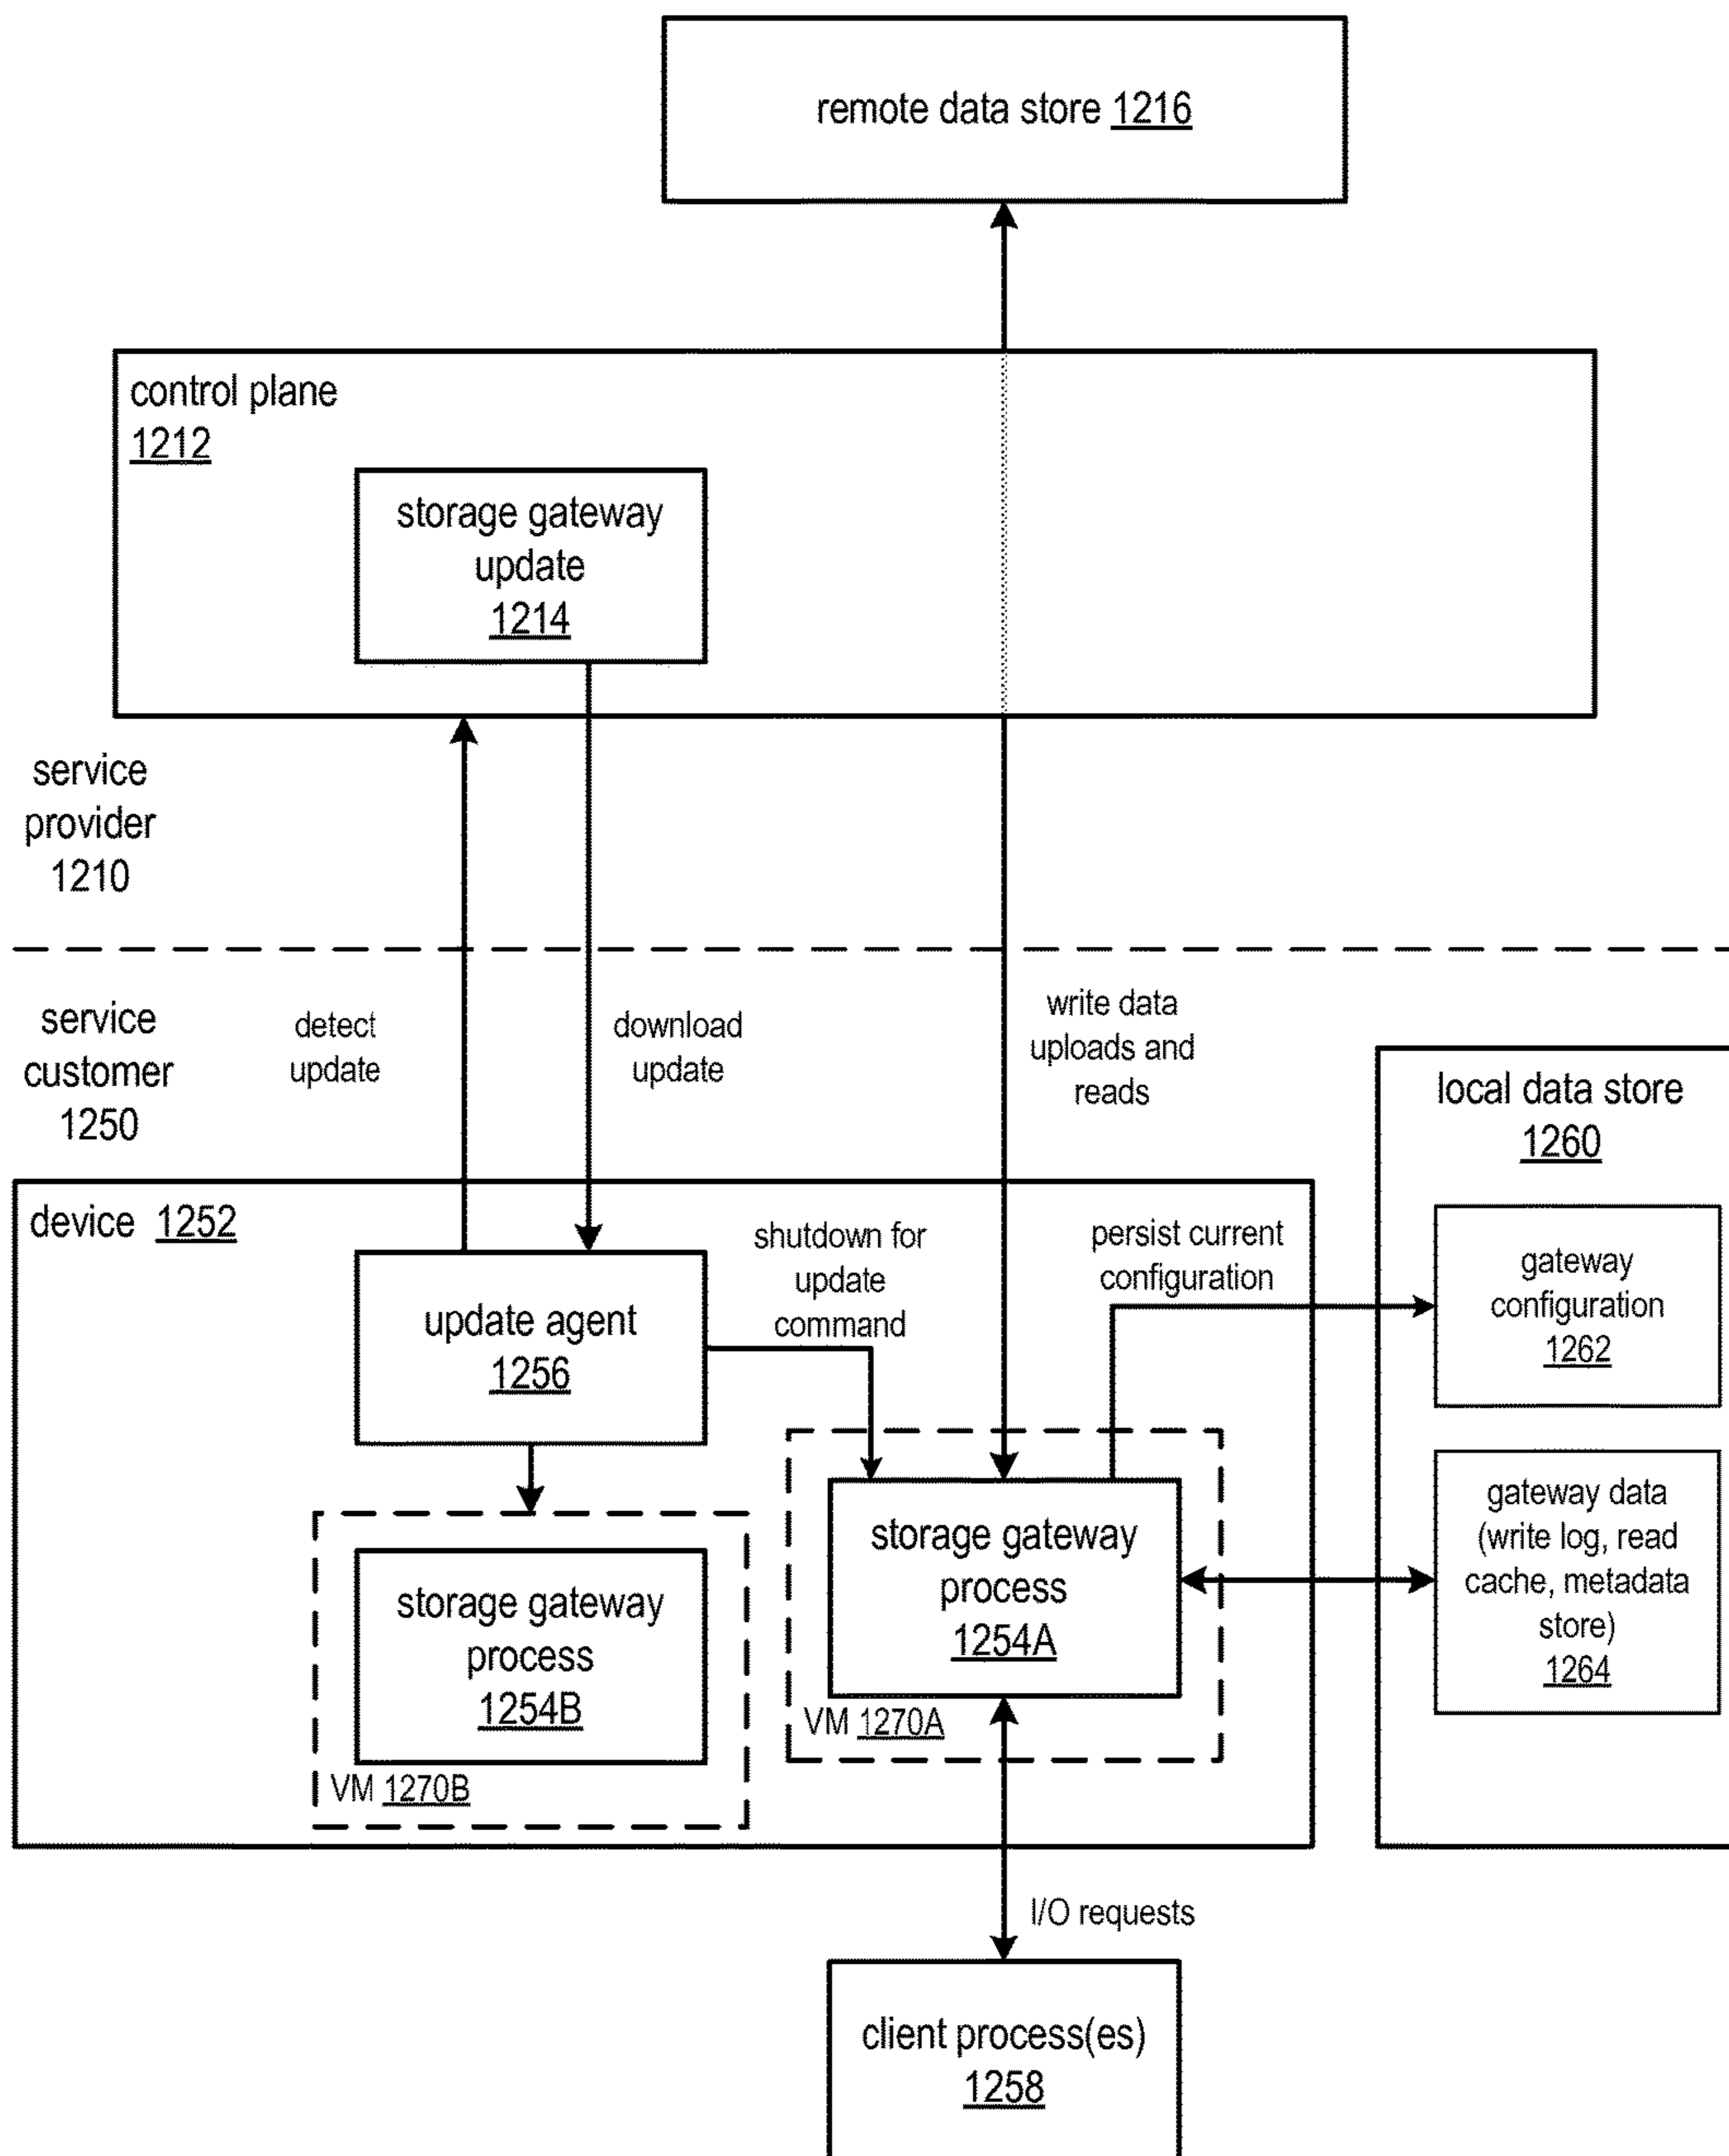 remote data store 1216
control plane
1212
storage gateway
update
1214
service
provider
1210
service
customer
1250
detect
update
download
update
write data
uploads and
reads
local data store
1260
device 1252
shutdown for
update
command
persist current
configuration
gateway
configuration
1262
update agent
1256
gateway data
(write log, read
cache, metadata
store)
1264
storage gateway
process
1254A
VM 1270A
storage gateway
process
1254B
VM 1270B
I/O requests
client process(es)
1258